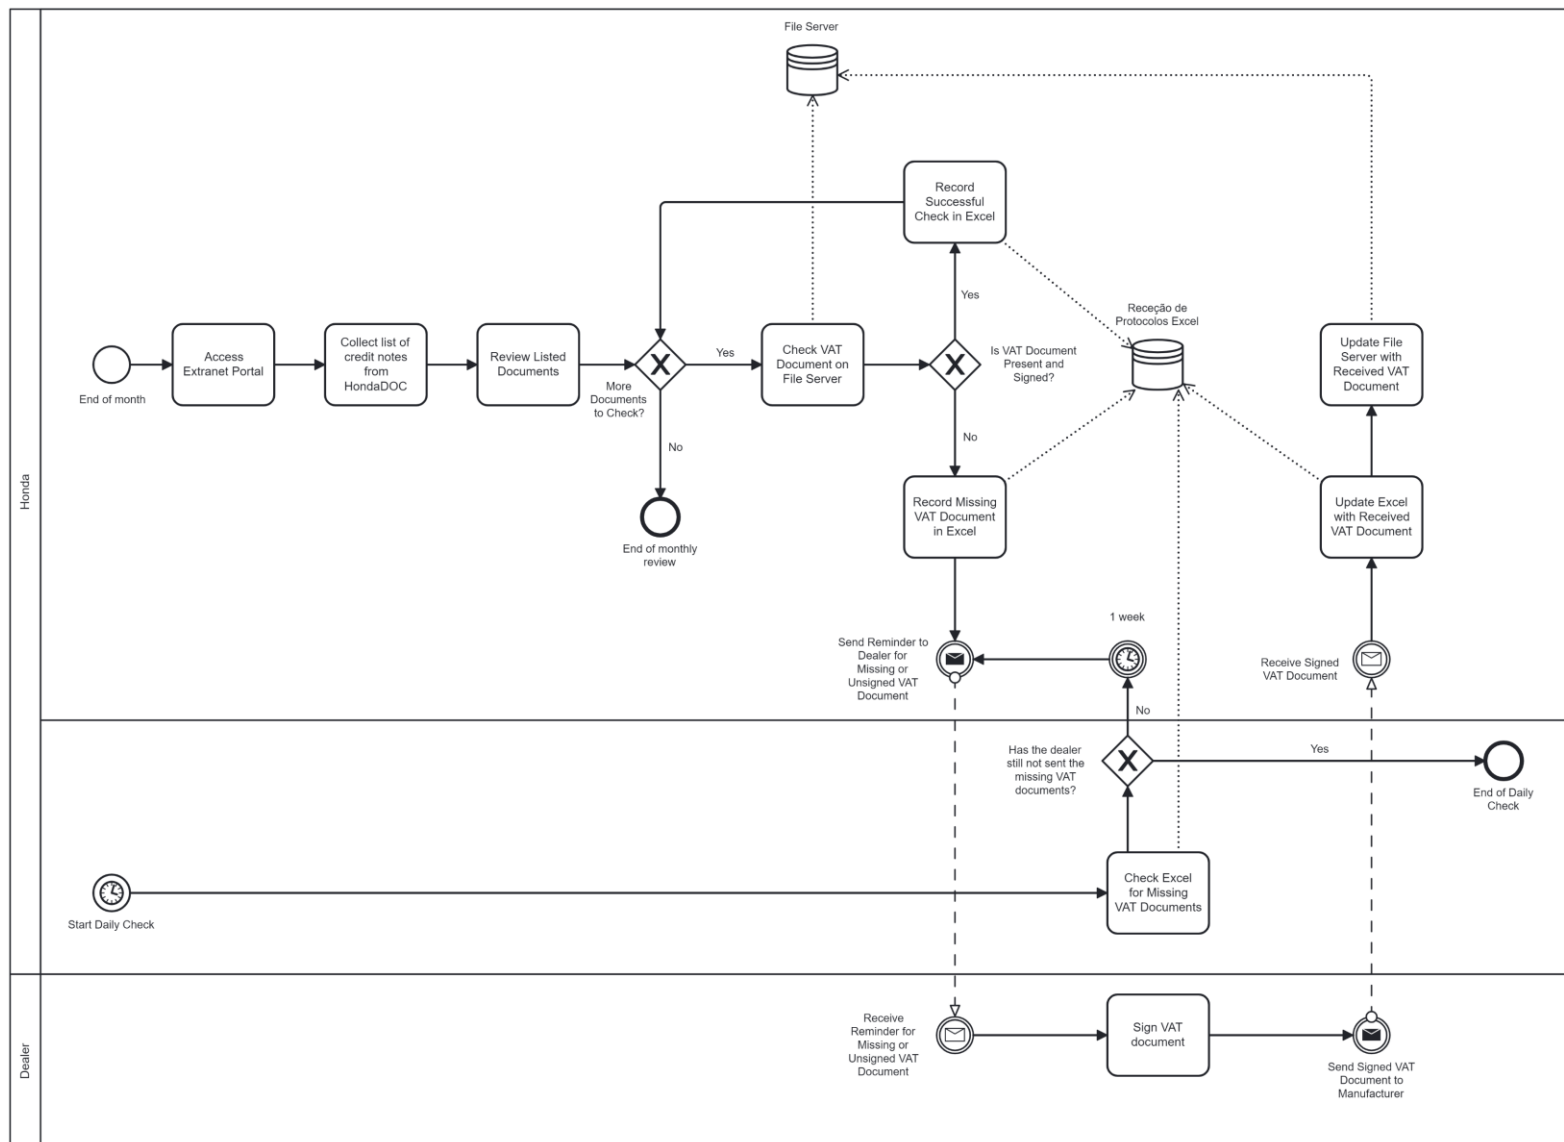 File Server
Record
Successful
Check in Excel
Yes
Receção de
Protocolos Excel
End of month
Access
Extranet Portal
Collect list of
credit notes
from
HondaDOC
Review Listed
Documents
More
Documents
to Check?
Yes
Check VAT
Document on
File Server
Is VAT Document
Present and
Signed?
Update File
Server with
Received VAT
Document
No
No
Honda
End of monthly
review
Record Missing
VAT Document
in Excel
Update Excel
with Received
VAT Document
Send Reminder to
Dealer for
Missing or
Unsigned VAT
Document
1 week
Receive Signed
VAT Document
No
Has the dealer
still not sent the
missing VAT
documents?
Yes
End of Daily
Check
Start Daily Check
Check Excel
for Missing
VAT Documents
Dealer
Receive
Reminder for
Missing or
Unsigned VAT
Document
Sign VAT
document
Send Signed VAT
Document to
Manufacturer